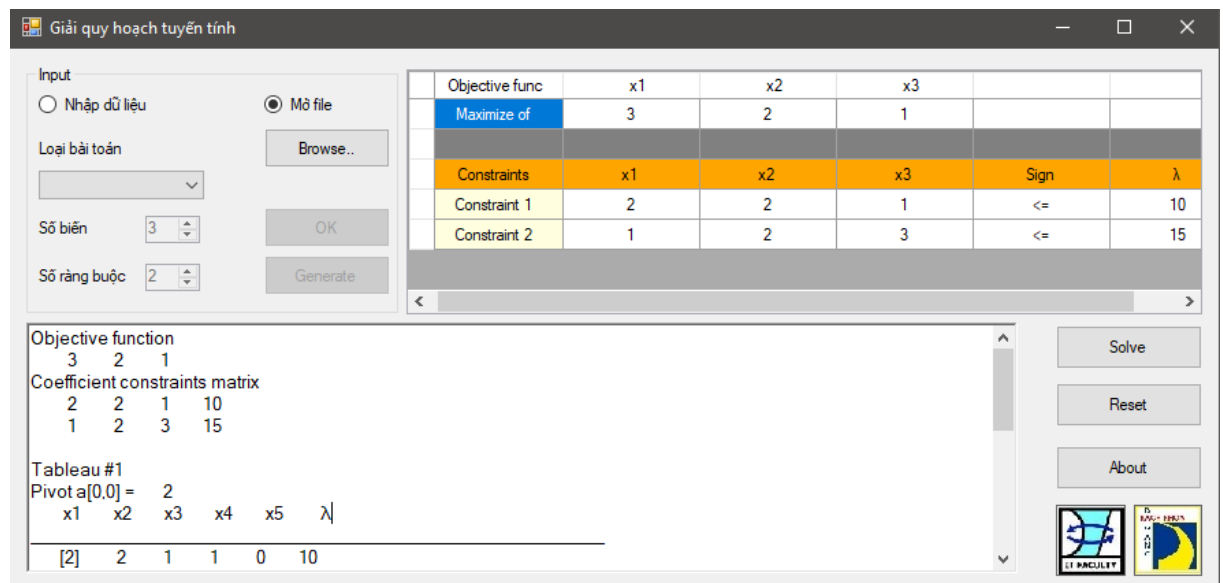 Giải quy hoạch tuyến tính
Input
Nhập dữ liệu
Mở file
Loại bài toán
Browse..
Số biến
3
OK
Số ràng buộc
2
Generate
Objective func x1 x2 x3
Maximize of 3 2 1
Constraints x1 x2 x3 Sign λ
Constraint 1 2 2 1 <= 10
Constraint 2 1 2 3 <= 15
Objective function
3 2 1
Coefficient constraints matrix
2 2 1 10
1 2 3 15
Tableau #1
Pivot a[0,0] = 2
x1 x2 x3 x4 x5 λ
[2] 2 1 1 0 10
Solve
Reset
About
ET FACULTY